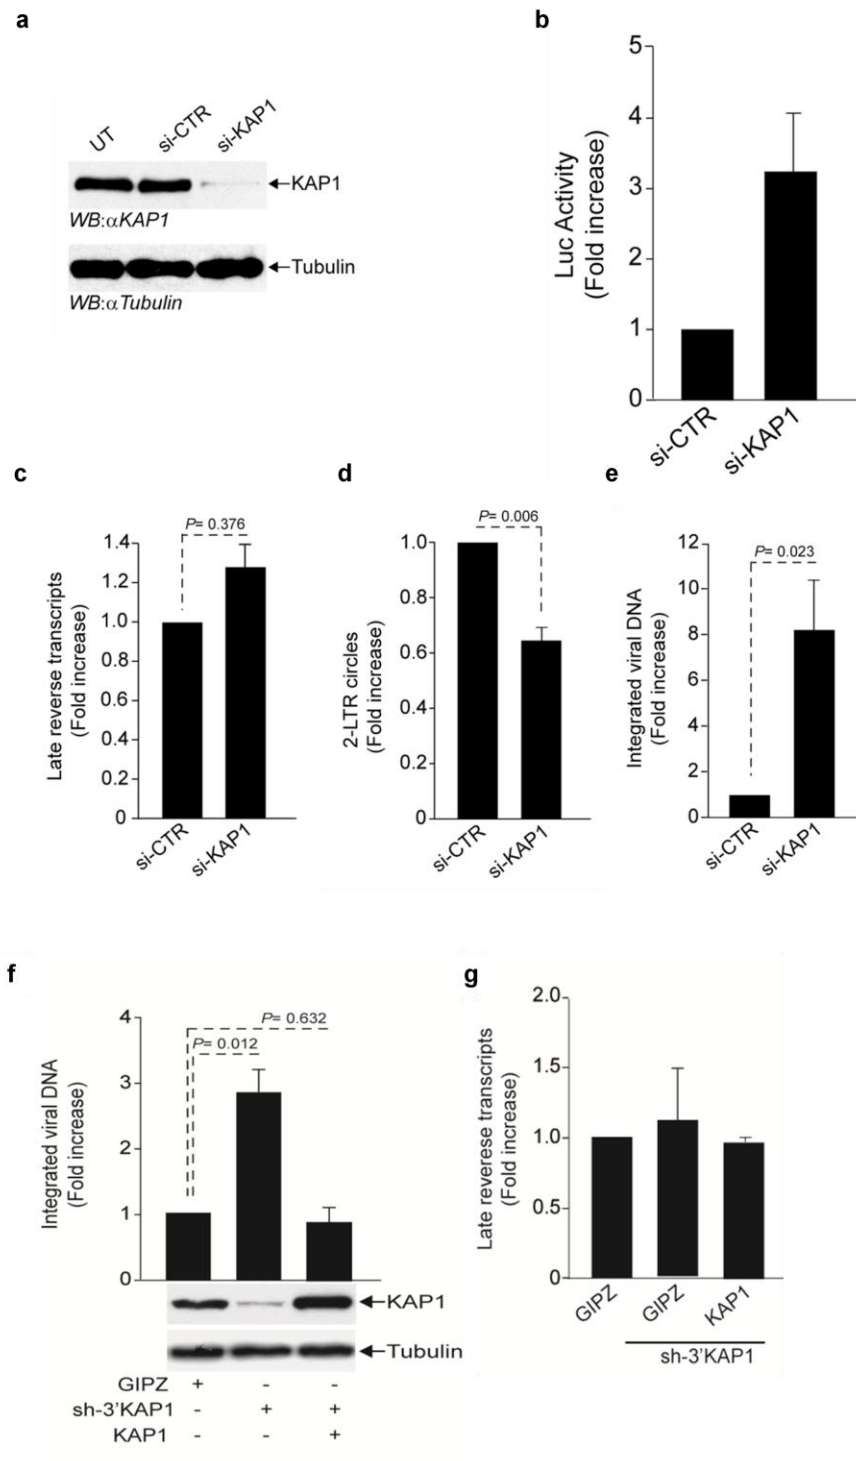 a
UT
si-CTR
si-KAP1
KAP1
WB:αKAP1
Tubulin
WB:αTubulin
b
Luc Activity
(Fold increase)
5
4
3
2
1
0
si-CTR
si-KAP1
c
Late reverse transcripts
(Fold increase)
P= 0.376
1.4
1.2
1.0
0.8
0.6
0.4
0.2
0
si-CTR
si-KAP1
d
2-LTR circles
(Fold increase)
P= 0.006
1.0
0.8
0.6
0.4
0.2
0
si-CTR
si-KAP1
e
Integrated viral DNA
(Fold increase)
P= 0.023
12
10
8
6
4
2
0
si-CTR
si-KAP1
f
Integrated viral DNA
(Fold increase)
P= 0.632
P= 0.012
4
3
2
1
0
KAP1
Tubulin
GIPZ + - -
sh-3'KAP1 - + +
KAP1 - - +
g
Late reverese transcripts
(Fold increase)
2.0
1.5
1.0
0.5
0
GIPZ
GIPZ
KAP1
sh-3'KAP1